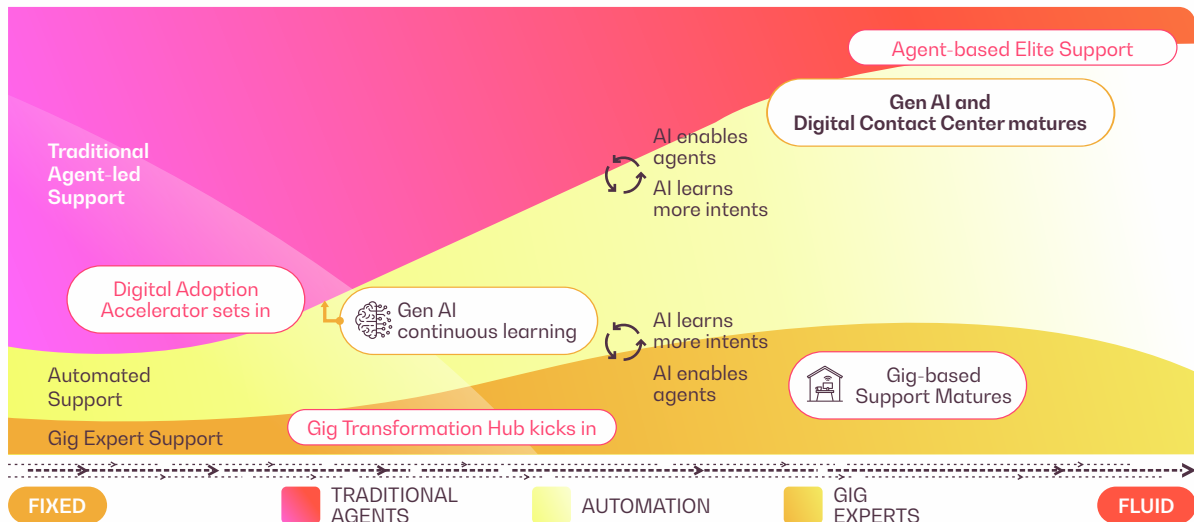 Agent-based Elite Support
Gen AI and
Digital Contact Center matures
AI enables
agents
AI learns
more intents
Traditional
Agent-led
Support
Digital Adoption
Accelerator sets in
Gen AI
continuous learning
AI learns
more intents
AI enables
agents
Gig-based
Support Matures
Automated
Support
Gig Expert Support
Gig Transformation Hub kicks in
FIXED
TRADITIONAL
AGENTS
AUTOMATION
GIG
EXPERTS
FLUID